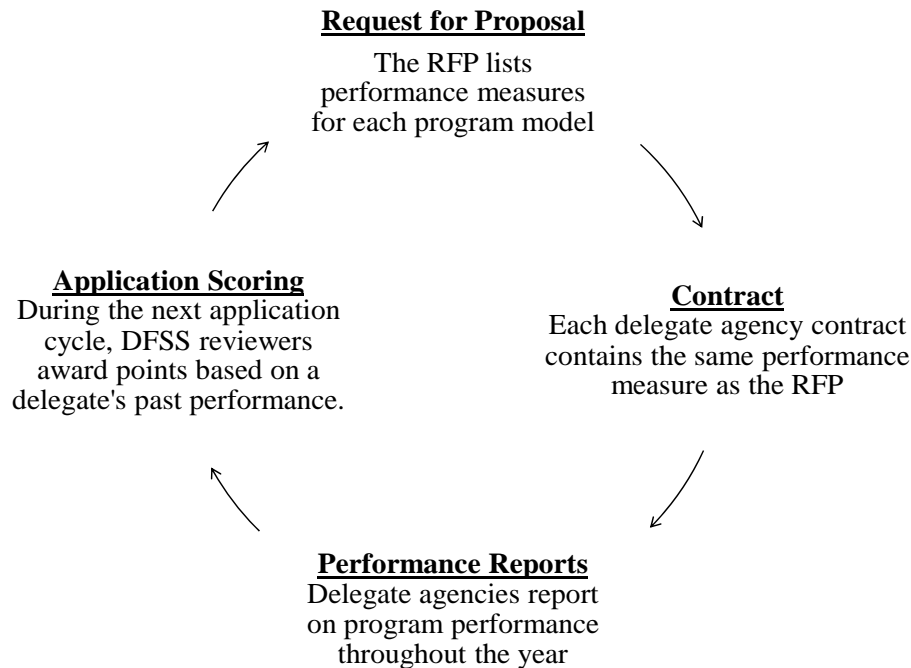 Request for Proposal
The RFP lists
performance measures
for each program model
Contract
Each delegate agency contract
contains the same performance
measure as the RFP
Performance Reports
Delegate agencies report
on program performance
throughout the year
Application Scoring
During the next application
cycle, DFSS reviewers
award points based on a
delegate's past performance.